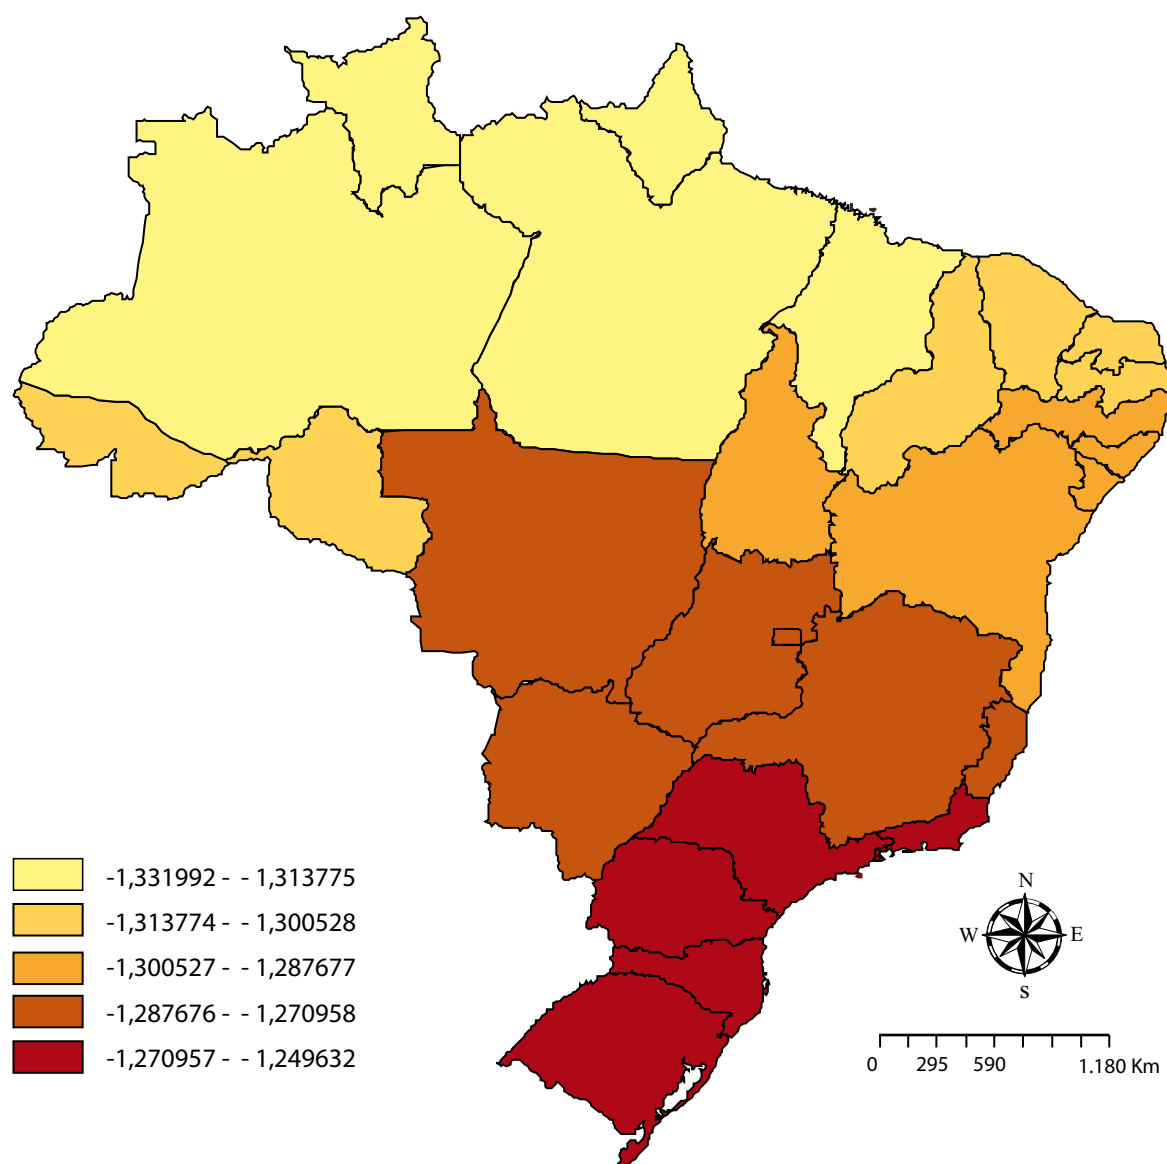 -1,331992 - - 1,313775
-1,313774 - - 1,300528
-1,300527 - - 1,287677
-1,287676 - - 1,270958
-1,270957 - - 1,249632
N
W E
S
0 295 590 1.180 Km